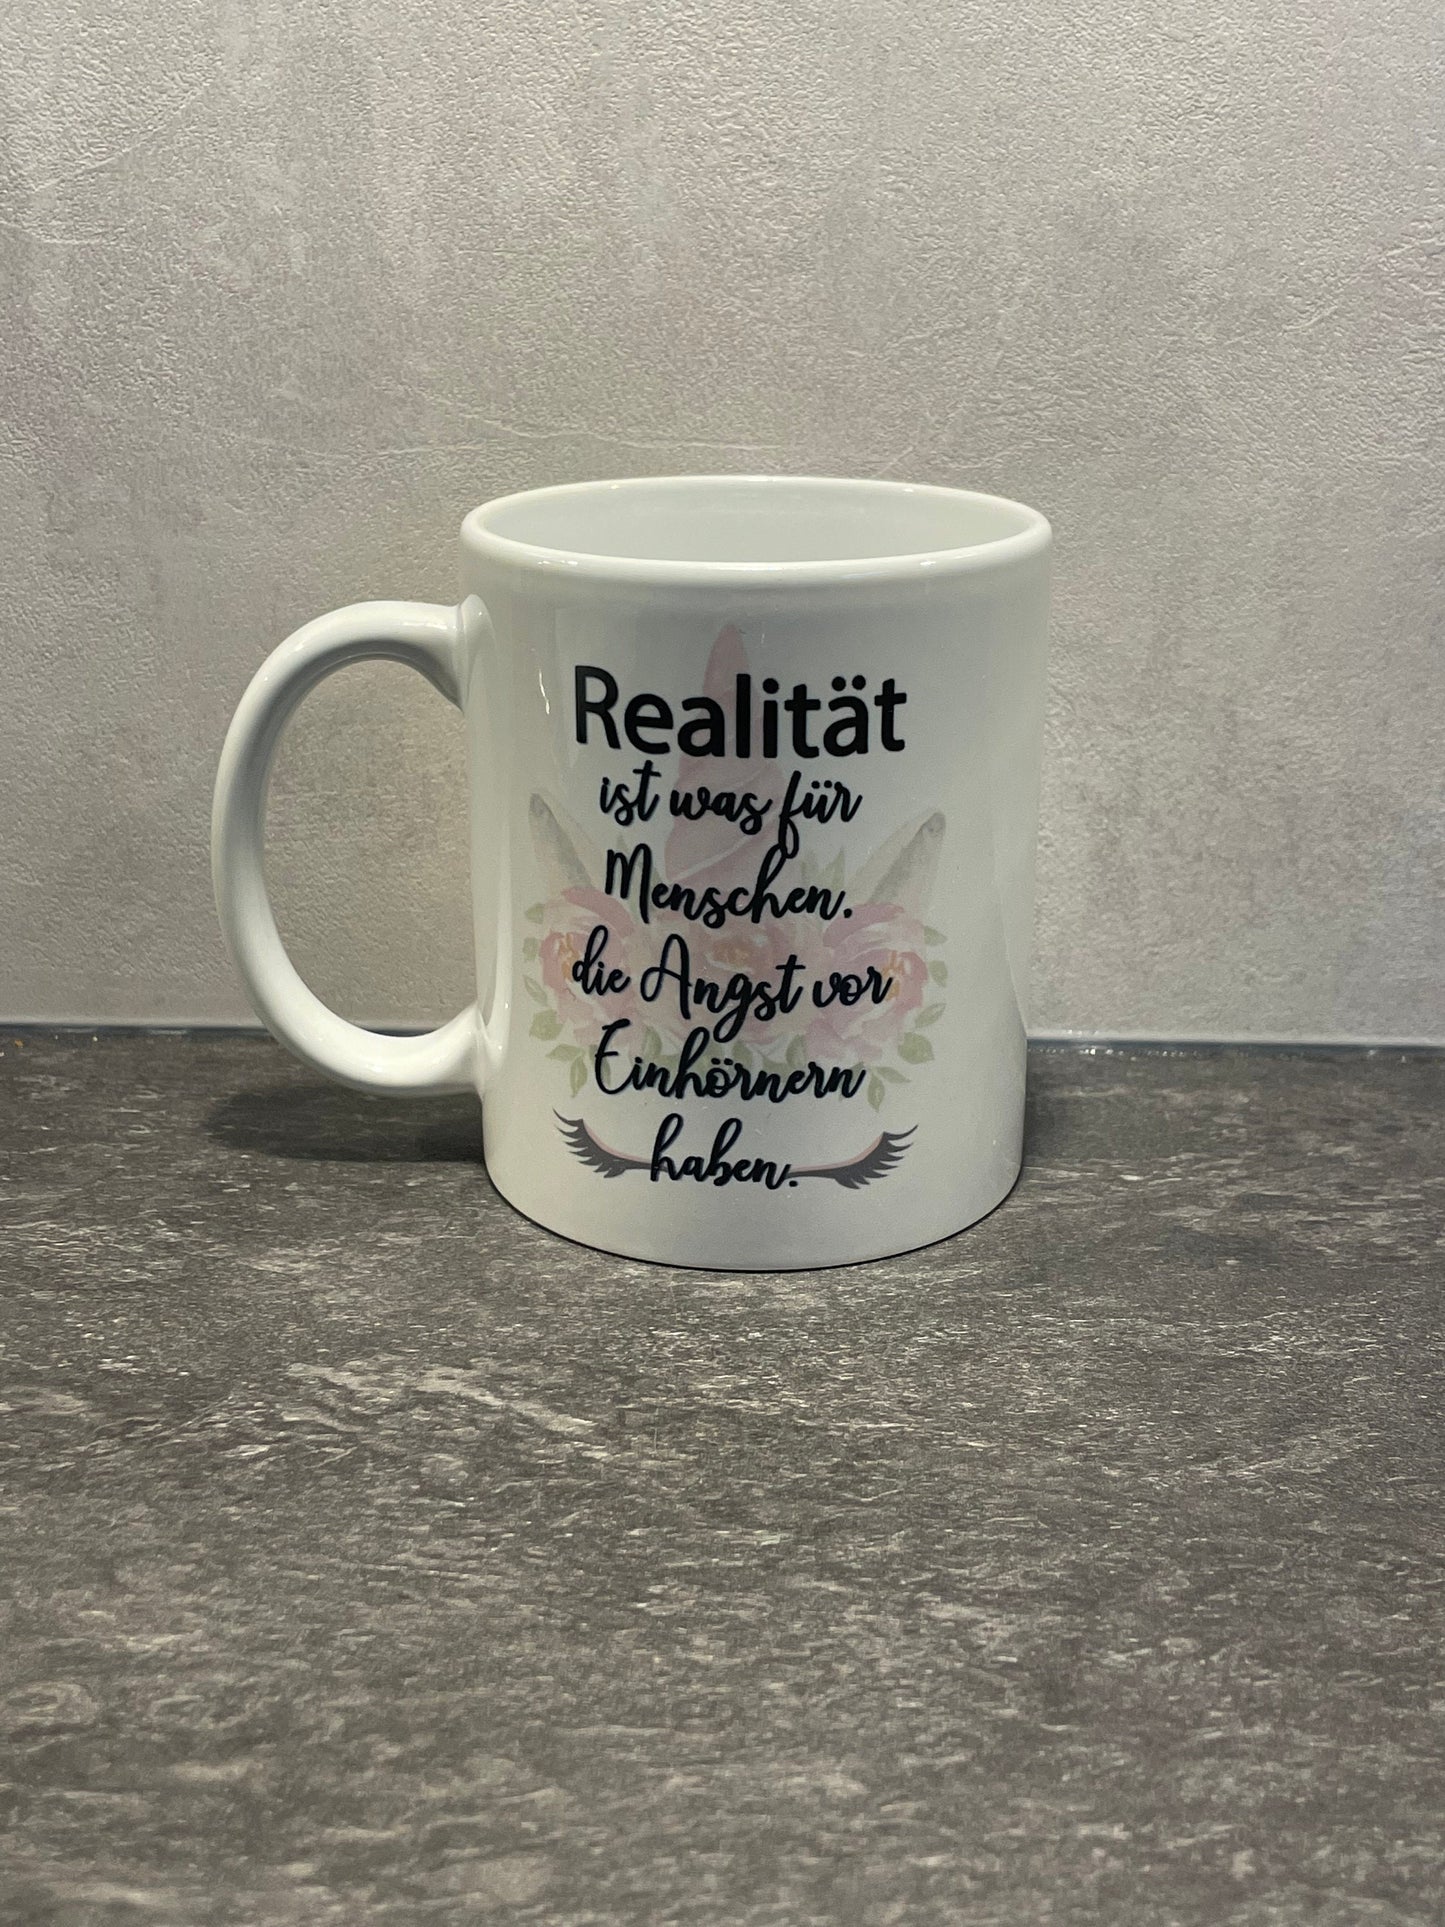 Realität
ist was für
Menschen.
die Angst vor
Einhörnern
haben.